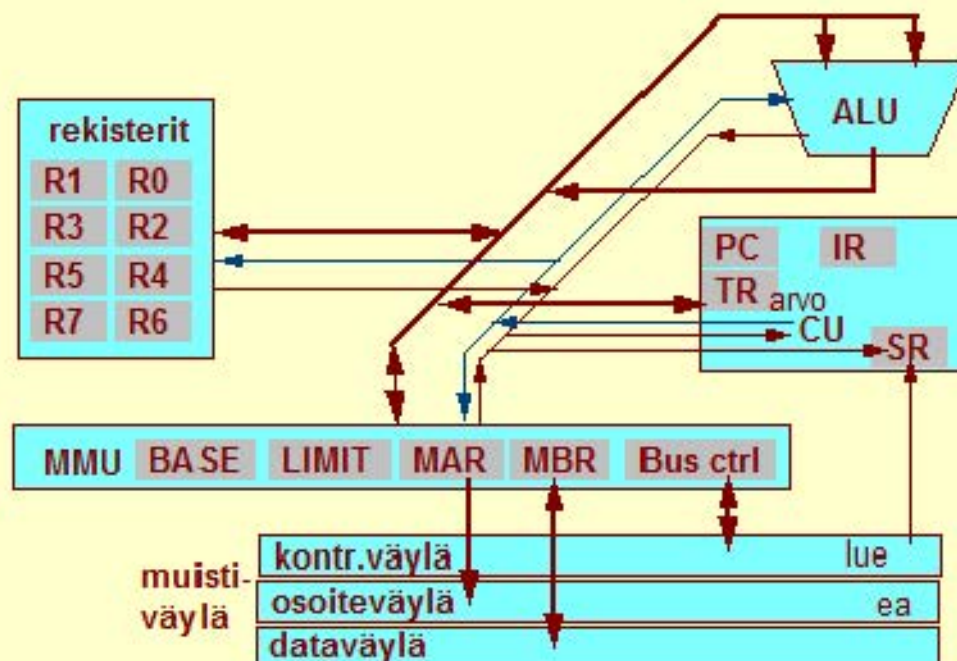 rekisterit
R1 R0
R3 R2
R5 R4
R7 R6
ALU
PC IR
TR arvo
CU
SR
MMU BASE LIMIT MAR MBR Bus ctrl
muisti-
väylä
kontr.väylä lue
osoiteväylä ea
dataväylä